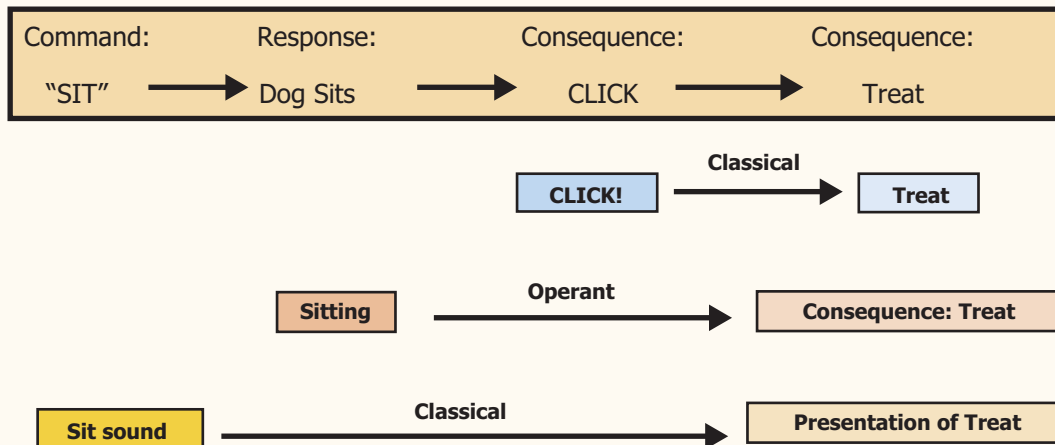 Command: Response: Consequence: Consequence:
“SIT” Dog Sits CLICK Treat
Classical
CLICK! Treat
Operant
Sitting Consequence: Treat
Classical
Sit sound Presentation of Treat